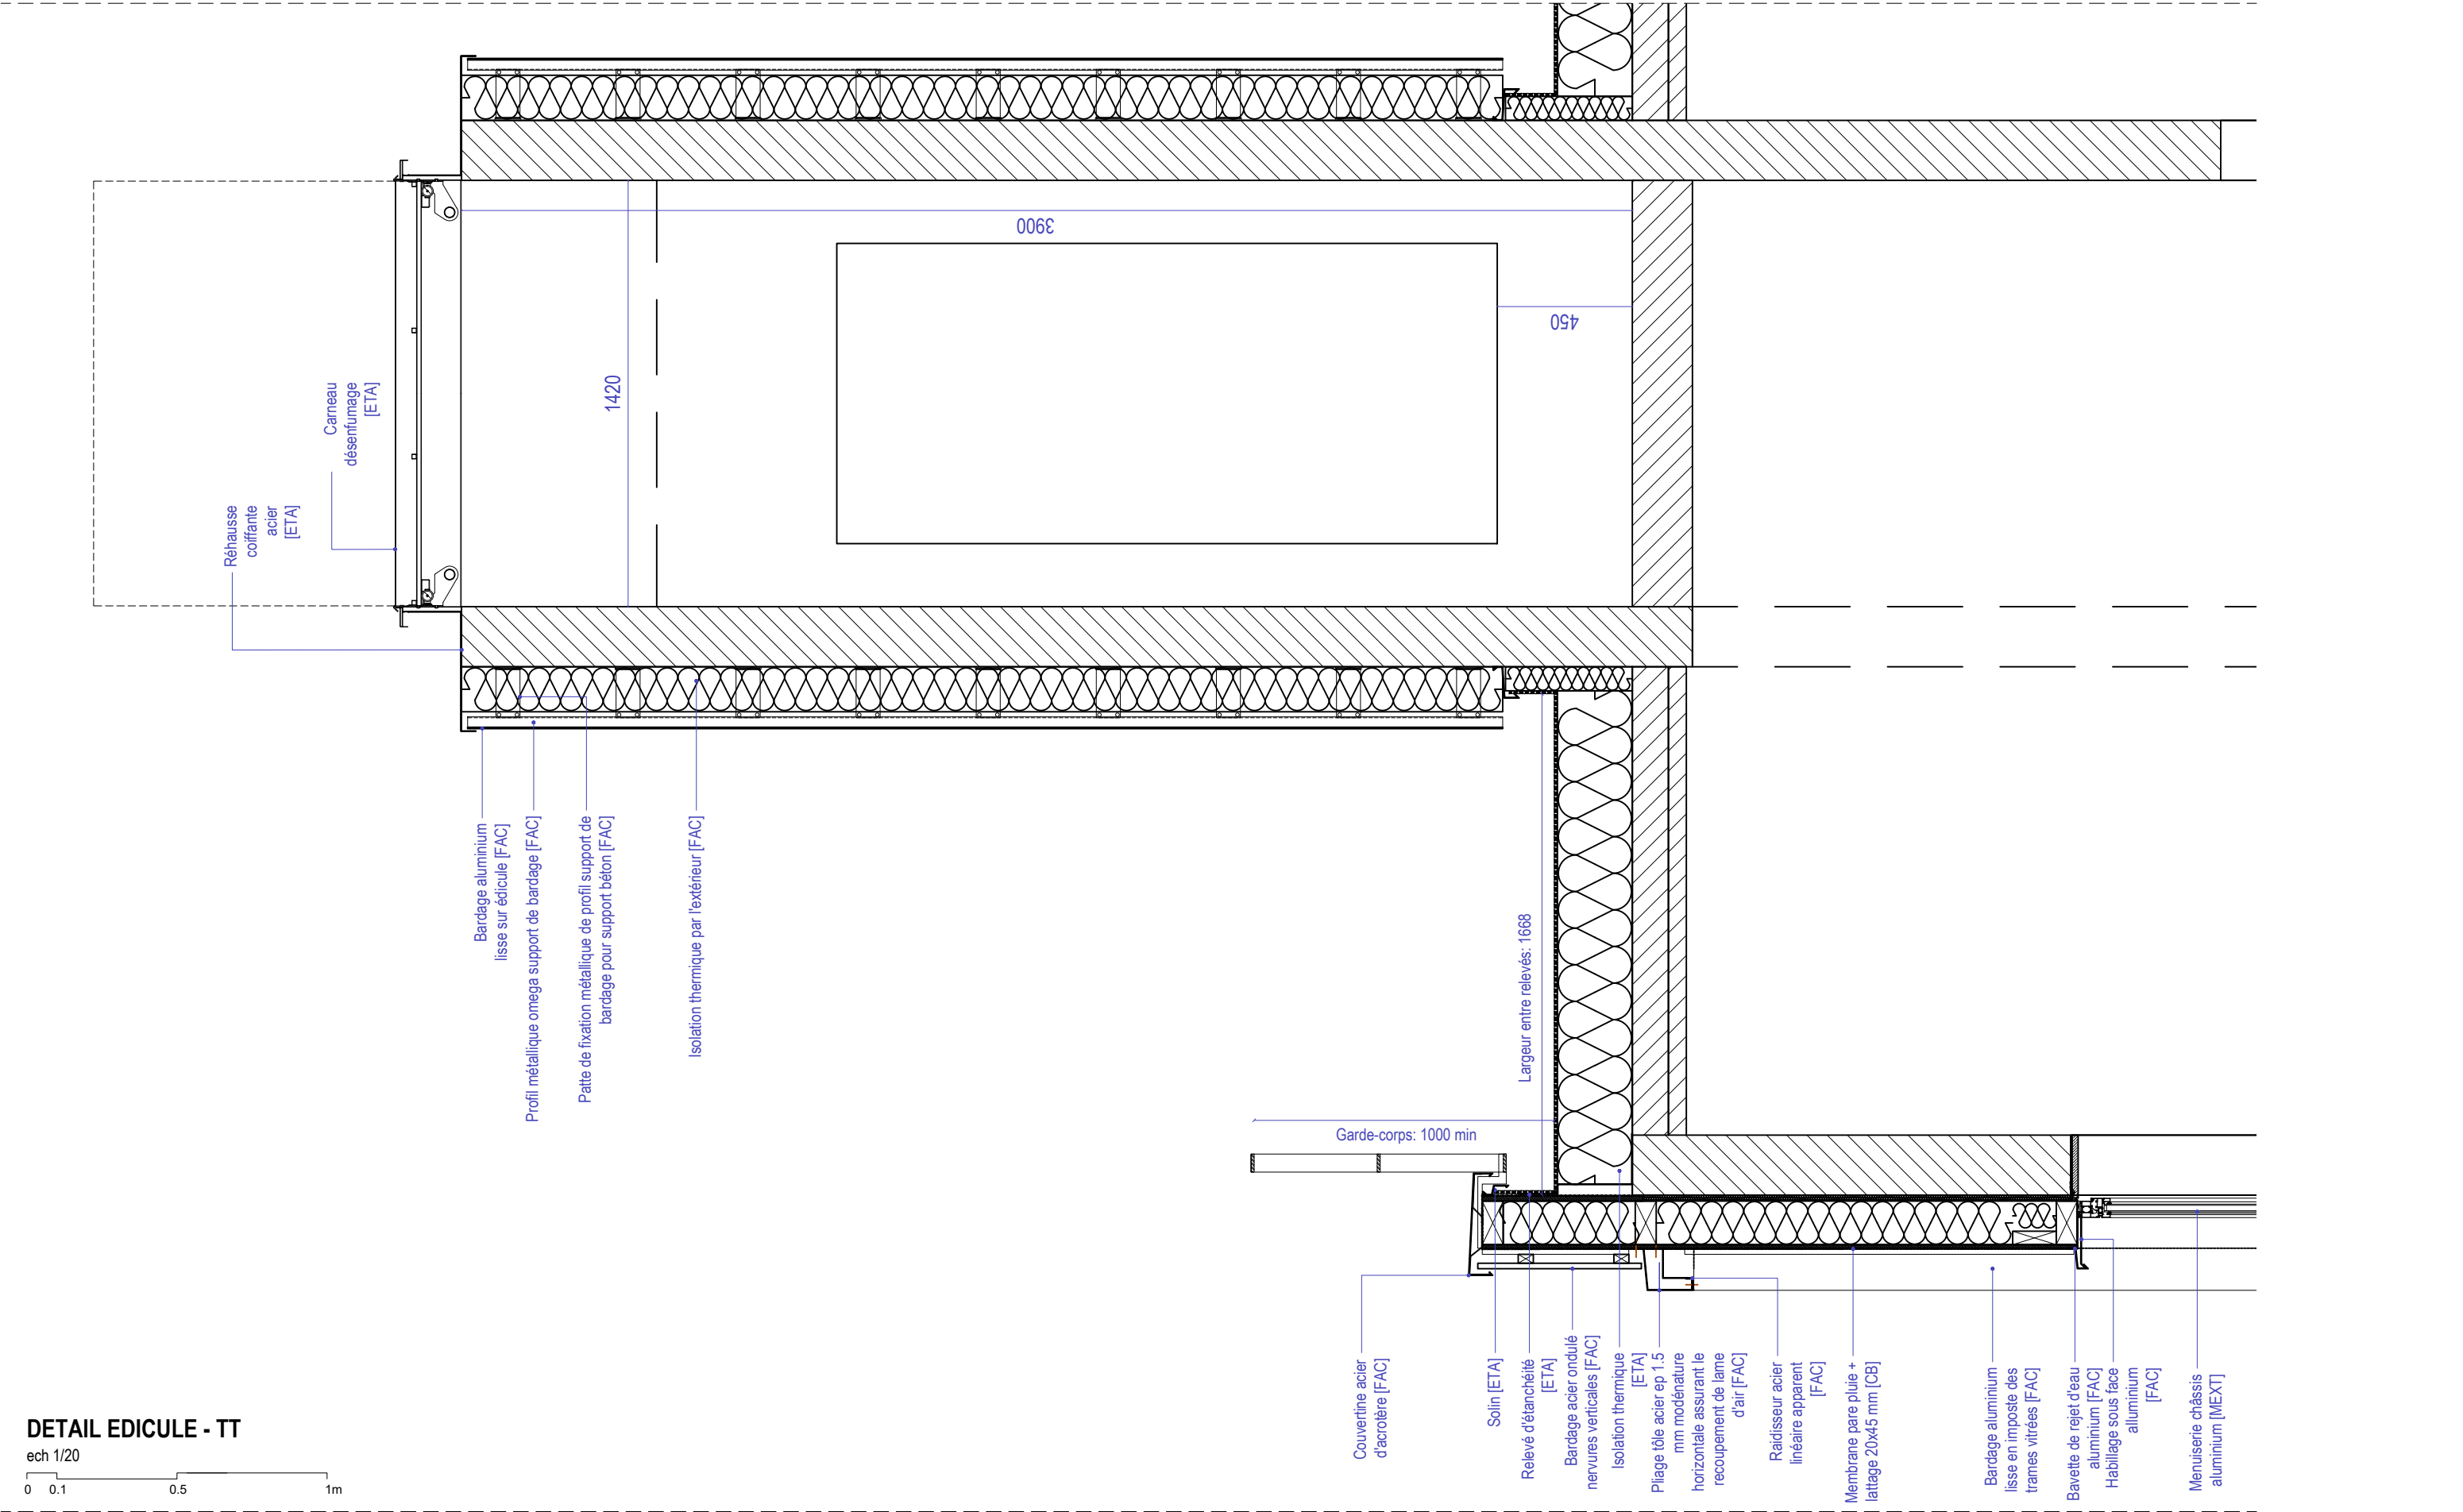 3900
450
1420
Carneau
désenfumage
[ETA]
Réhausse
coiffante
acier
[ETA]
Bardage aluminium
lisse sur édicule [FAC]
Profil métallique omega support de bardage [FAC]
Patte de fixation métallique de profil support de
bardage pour support béton [FAC]
Isolation thermique par l'extérieur [FAC]
Largeur entre relevés: 1668
Garde-corps: 1000 min
Couvertine acier
d'acrotère [FAC]
Solin [ETA]
Relevé d'étanchéité
[ETA]
Bardage acier ondulé
nervures verticales [FAC]
Isolation thermique
[ETA]
Pliage tôle acier ep 1.5
mm modénature
horizontale assurant le
recoupement de lame
d'air [FAC]
Raidisseur acier
linéaire apparent
[FAC]
Membrane pare pluie +
lattage 20x45 mm [CB]
Bardage aluminium
lisse en imposte des
trames vitrées [FAC]
Bavette de rejet d'eau
aluminium [FAC]
Habillage sous face
alluminium
[FAC]
Menuiserie châssis
aluminium [MEXT]
DETAIL EDICULE - TT
ech 1/20
0 0.1 0.5 1m